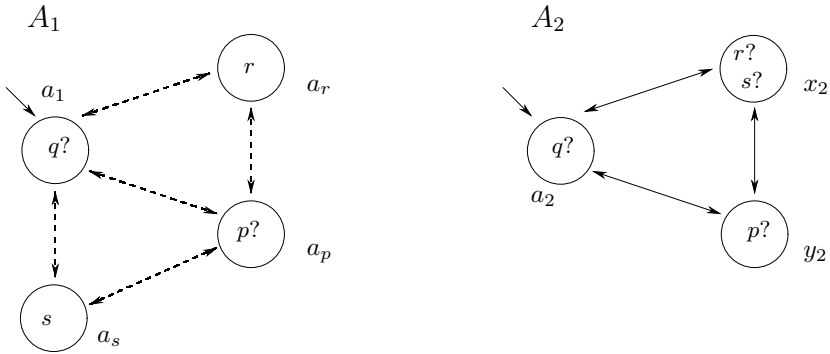 A₁
r
a₁
aᵣ
q?
p?
aₚ
s
aₛ
A₂
r?
s?
x₂
q?
a₂
p?
y₂